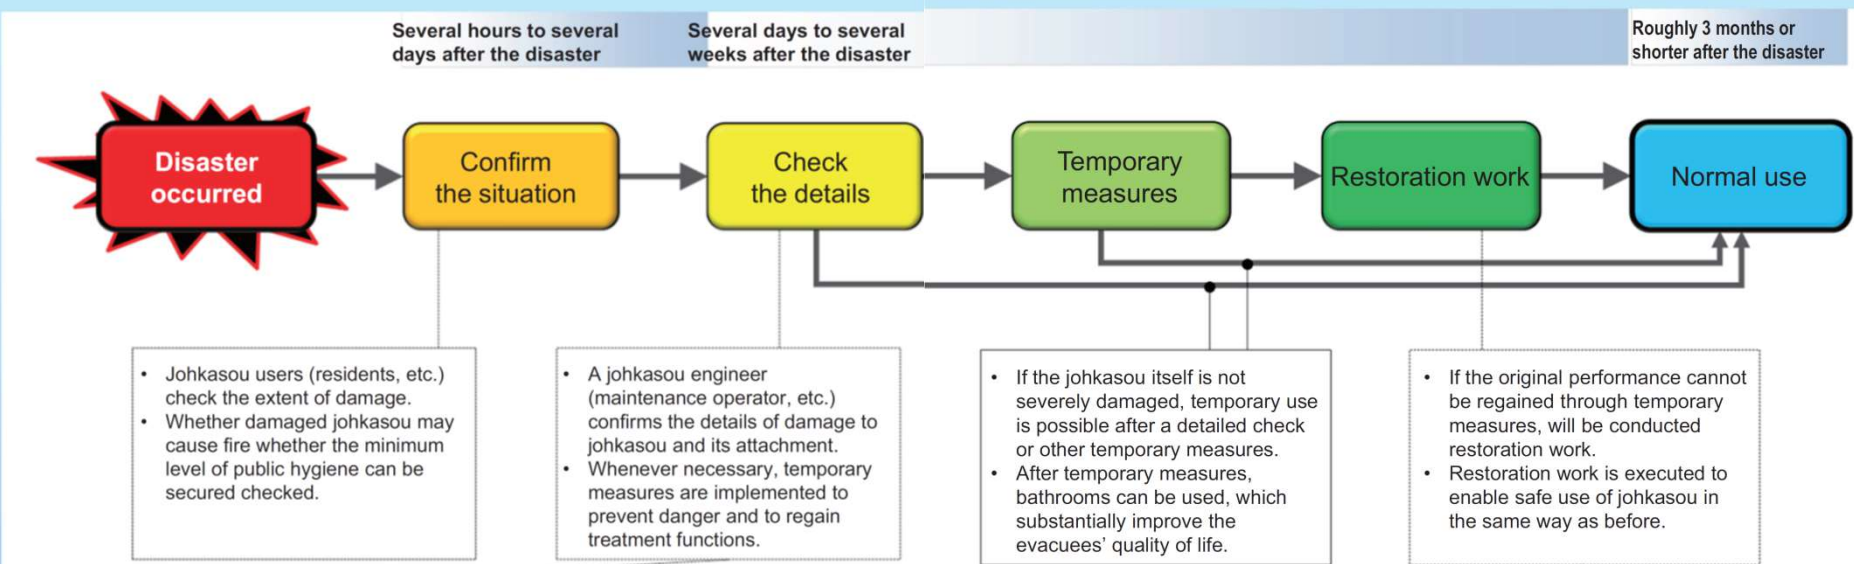 Several hours to several
days after the disaster
Several days to several
weeks after the disaster
Roughly 3 months or
shorter after the disaster
Disaster
occurred
Confirm
the situation
Check
the details
Temporary
measures
Restoration work
Normal use
• Johkasou users (residents, etc.)
check the extent of damage.
• Whether damaged johkasou may
cause fire whether the minimum
level of public hygiene can be
secured checked.
• A johkasou engineer
(maintenance operator, etc.)
confirms the details of damage to
johkasou and its attachment.
• Whenever necessary, temporary
measures are implemented to
prevent danger and to regain
treatment functions.
• If the johkasou itself is not
severely damaged, temporary use
is possible after a detailed check
or other temporary measures.
• After temporary measures,
bathrooms can be used, which
substantially improve the
evacuees’ quality of life.
• If the original performance cannot
be regained through temporary
measures, will be conducted
restoration work.
• Restoration work is executed to
enable safe use of johkasou in
the same way as before.